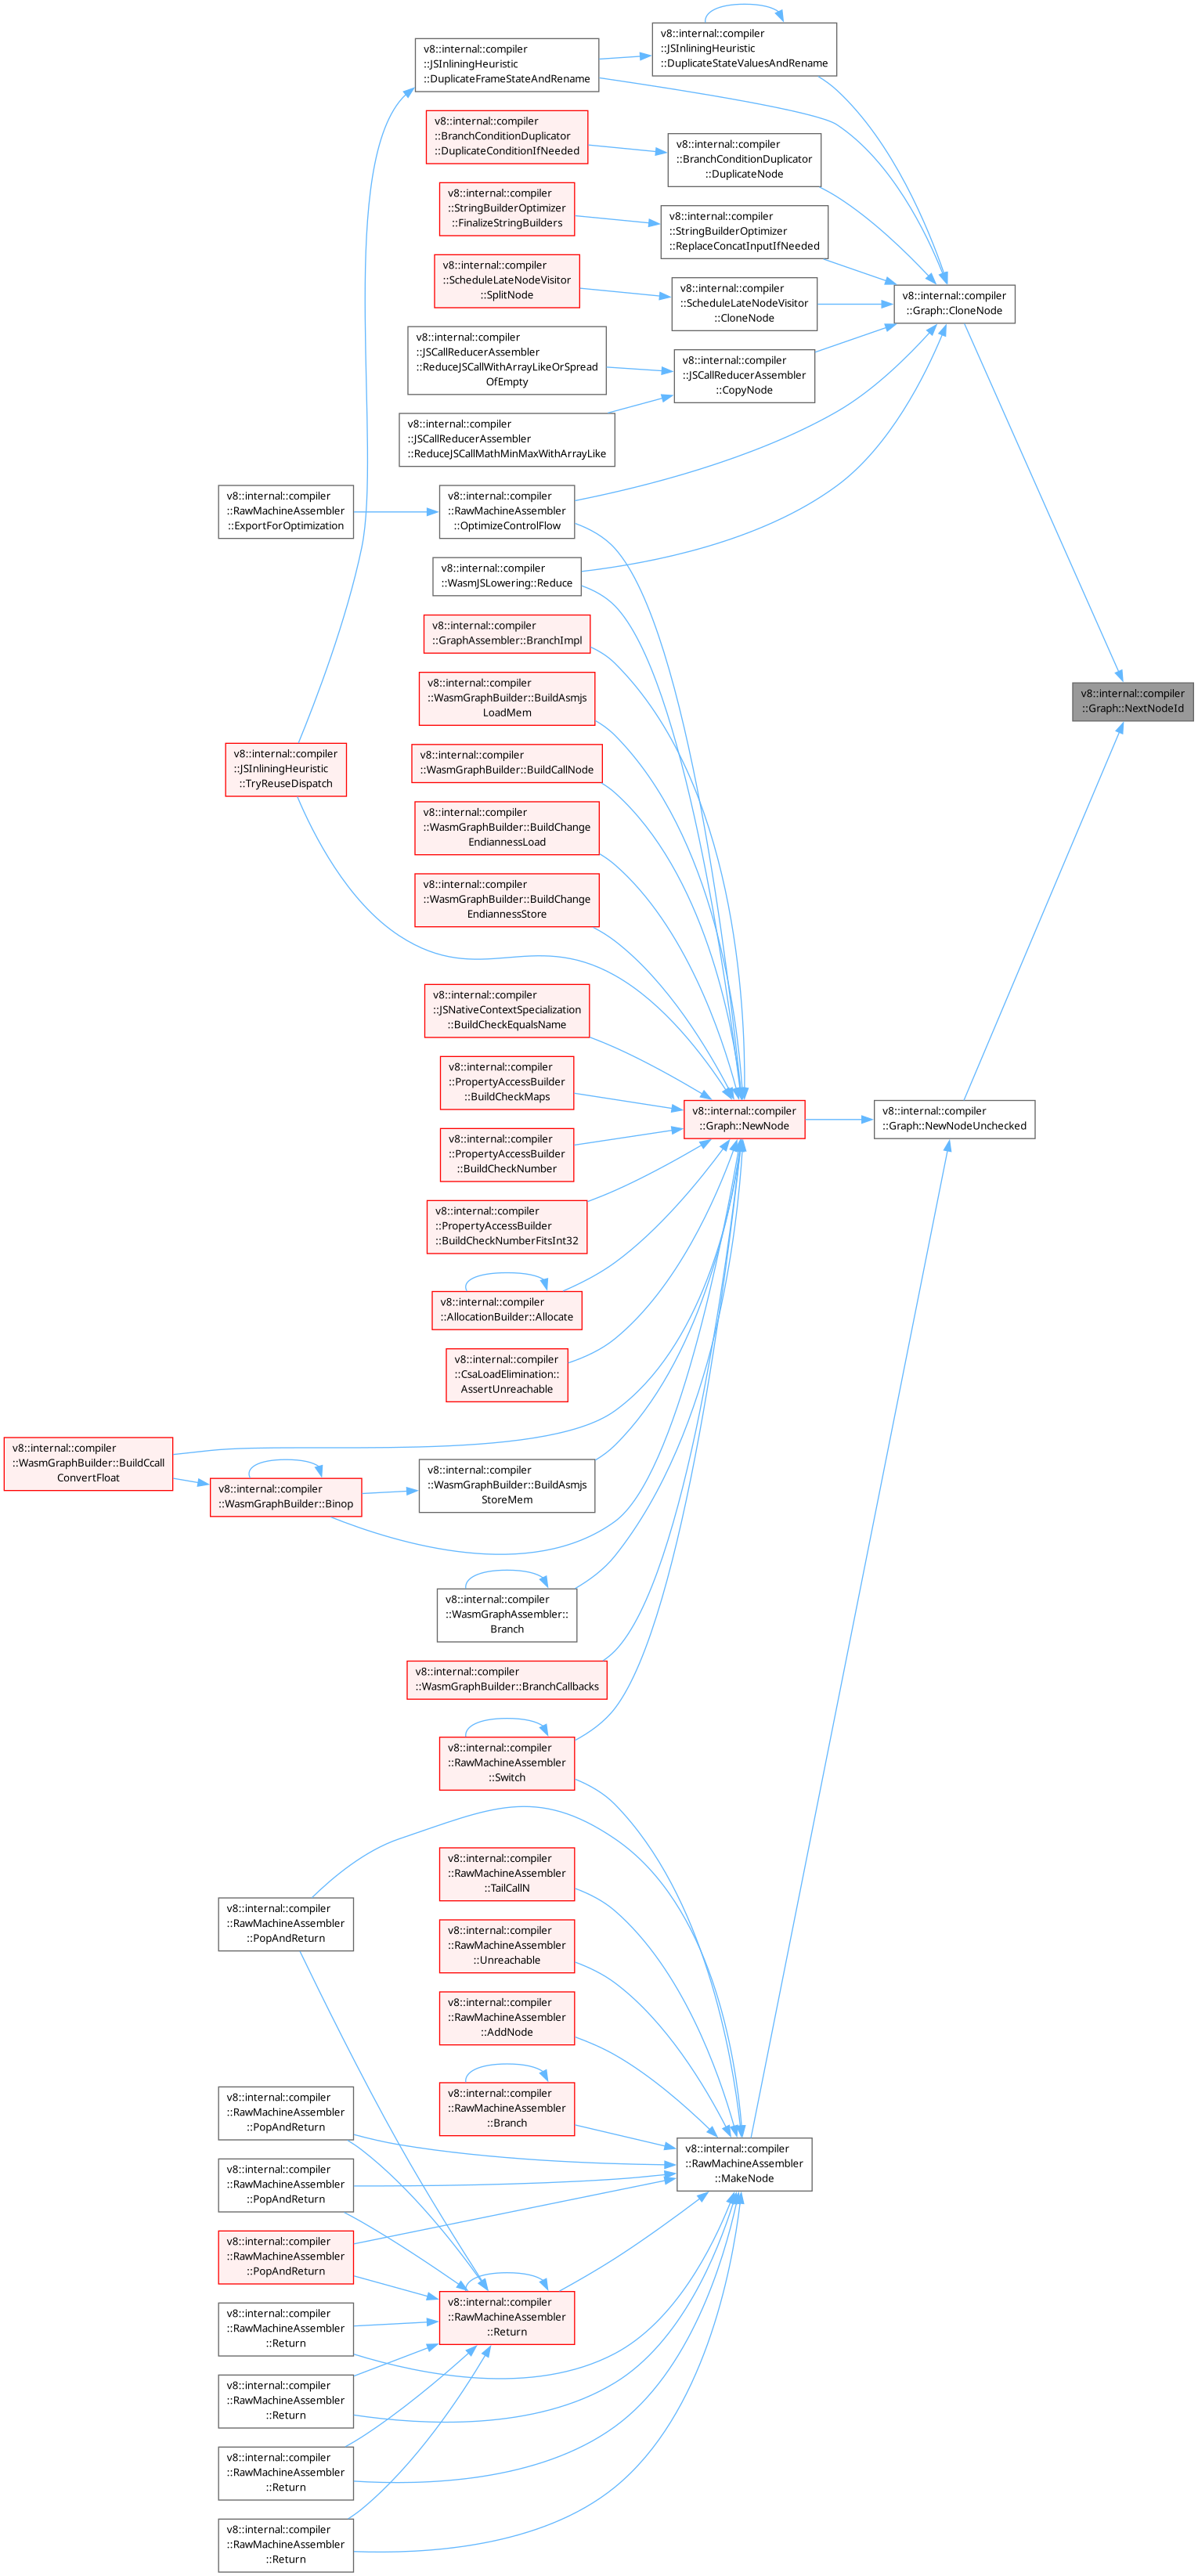 v8::internal::compiler
::JSInliningHeuristic
::DuplicateStateValuesAndRename
v8::internal::compiler
::JSInliningHeuristic
::DuplicateFrameStateAndRename
v8::internal::compiler
::BranchConditionDuplicator
::DuplicateConditionIfNeeded
v8::internal::compiler
::BranchConditionDuplicator
::DuplicateNode
v8::internal::compiler
::StringBuilderOptimizer
::FinalizeStringBuilders
v8::internal::compiler
::StringBuilderOptimizer
::ReplaceConcatInputIfNeeded
v8::internal::compiler
::ScheduleLateNodeVisitor
::SplitNode
v8::internal::compiler
::ScheduleLateNodeVisitor
::CloneNode
v8::internal::compiler
::Graph::CloneNode
v8::internal::compiler
::JSCallReducerAssembler
::ReduceJSCallWithArrayLikeOrSpread
OfEmpty
v8::internal::compiler
::JSCallReducerAssembler
::CopyNode
v8::internal::compiler
::JSCallReducerAssembler
::ReduceJSCallMathMinMaxWithArrayLike
v8::internal::compiler
::RawMachineAssembler
::ExportForOptimization
v8::internal::compiler
::RawMachineAssembler
::OptimizeControlFlow
v8::internal::compiler
::WasmJSLowering::Reduce
v8::internal::compiler
::GraphAssembler::BranchImpl
v8::internal::compiler
::WasmGraphBuilder::BuildAsmjs
LoadMem
v8::internal::compiler
::Graph::NextNodeId
v8::internal::compiler
::JSInliningHeuristic
::TryReuseDispatch
v8::internal::compiler
::WasmGraphBuilder::BuildCallNode
v8::internal::compiler
::WasmGraphBuilder::BuildChange
EndiannessLoad
v8::internal::compiler
::WasmGraphBuilder::BuildChange
EndiannessStore
v8::internal::compiler
::JSNativeContextSpecialization
::BuildCheckEqualsName
v8::internal::compiler
::PropertyAccessBuilder
::BuildCheckMaps
v8::internal::compiler
::Graph::NewNode
v8::internal::compiler
::Graph::NewNodeUnchecked
v8::internal::compiler
::PropertyAccessBuilder
::BuildCheckNumber
v8::internal::compiler
::PropertyAccessBuilder
::BuildCheckNumberFitsInt32
v8::internal::compiler
::AllocationBuilder::Allocate
v8::internal::compiler
::CsaLoadElimination::
AssertUnreachable
v8::internal::compiler
::WasmGraphBuilder::BuildCcall
ConvertFloat
v8::internal::compiler
::WasmGraphBuilder::Binop
v8::internal::compiler
::WasmGraphBuilder::BuildAsmjs
StoreMem
v8::internal::compiler
::WasmGraphAssembler::
Branch
v8::internal::compiler
::WasmGraphBuilder::BranchCallbacks
v8::internal::compiler
::RawMachineAssembler
::Switch
v8::internal::compiler
::RawMachineAssembler
::TailCallN
v8::internal::compiler
::RawMachineAssembler
::PopAndReturn
v8::internal::compiler
::RawMachineAssembler
::Unreachable
v8::internal::compiler
::RawMachineAssembler
::AddNode
v8::internal::compiler
::RawMachineAssembler
::PopAndReturn
v8::internal::compiler
::RawMachineAssembler
::Branch
v8::internal::compiler
::RawMachineAssembler
::MakeNode
v8::internal::compiler
::RawMachineAssembler
::PopAndReturn
v8::internal::compiler
::RawMachineAssembler
::PopAndReturn
v8::internal::compiler
::RawMachineAssembler
::Return
v8::internal::compiler
::RawMachineAssembler
::Return
v8::internal::compiler
::RawMachineAssembler
::Return
v8::internal::compiler
::RawMachineAssembler
::Return
v8::internal::compiler
::RawMachineAssembler
::Return